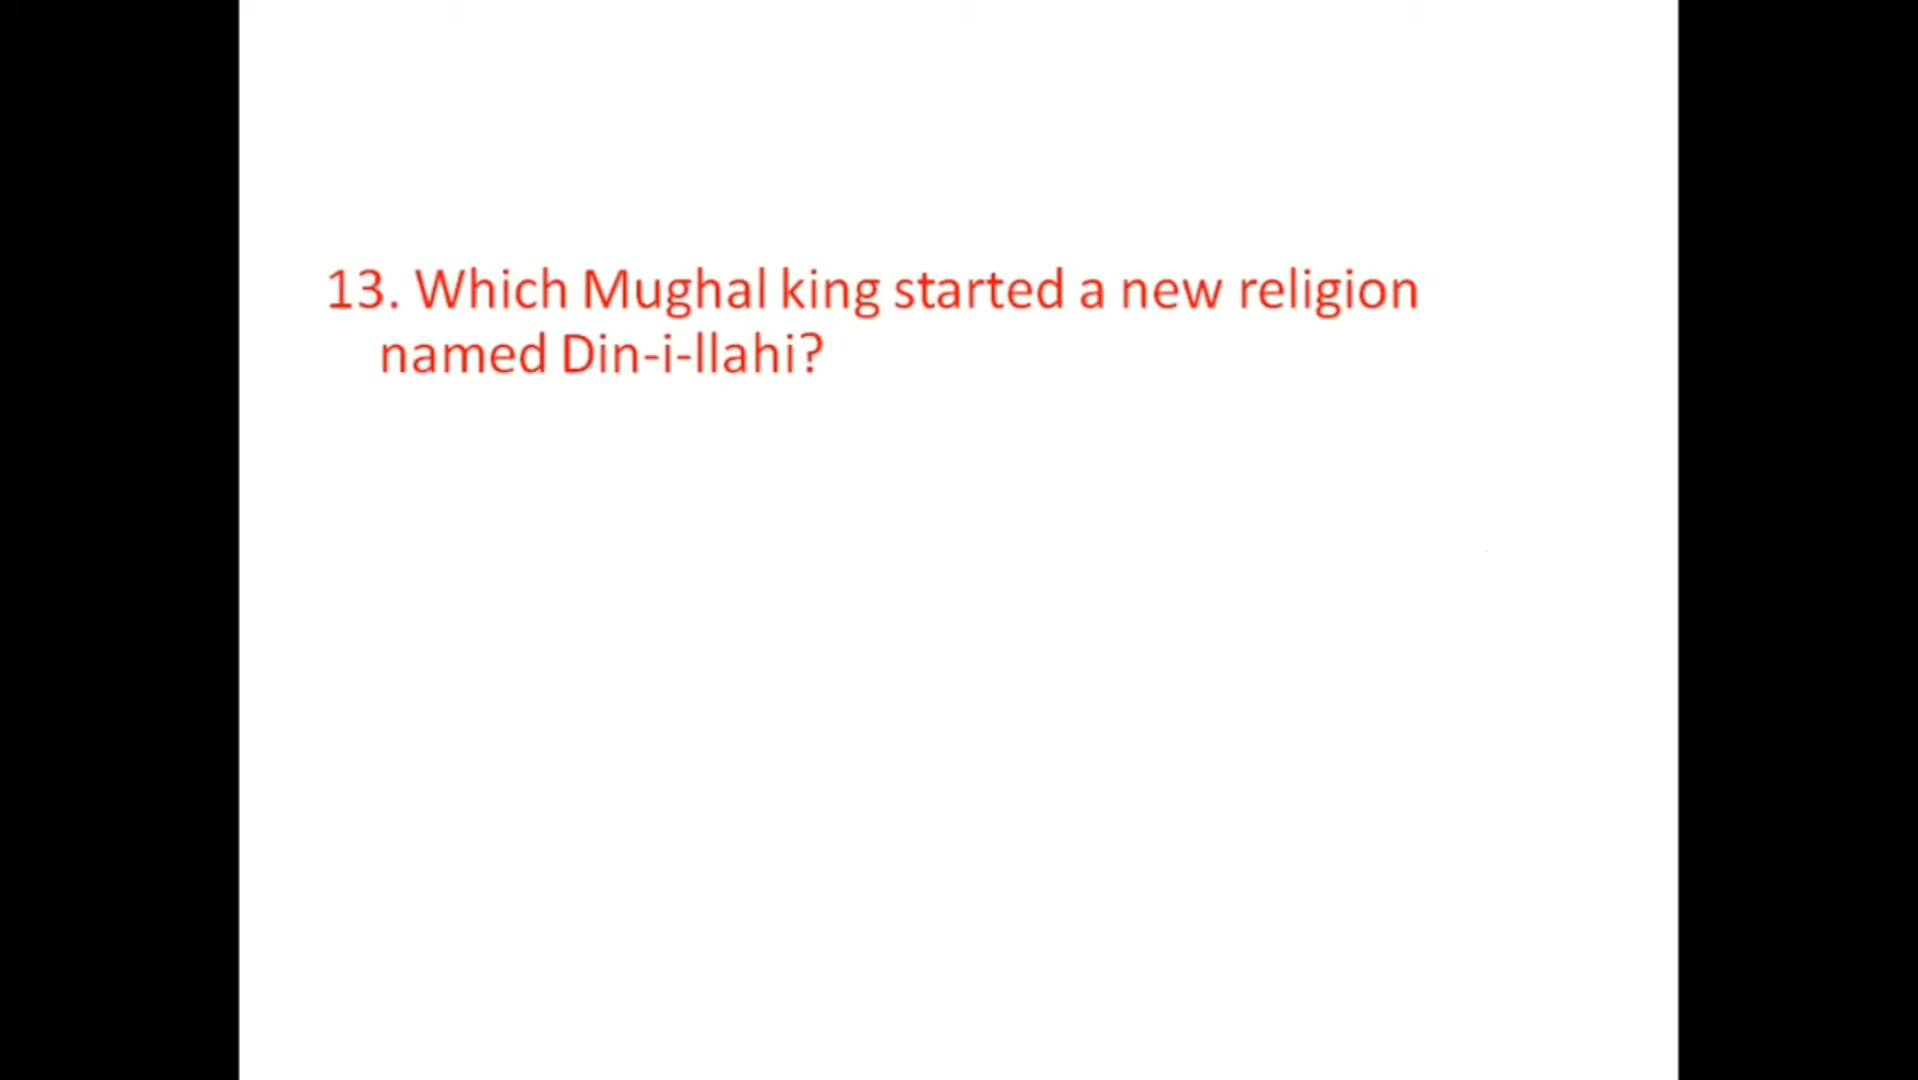 13. Which Mughal king started a new religion
named Din-i-llahi?